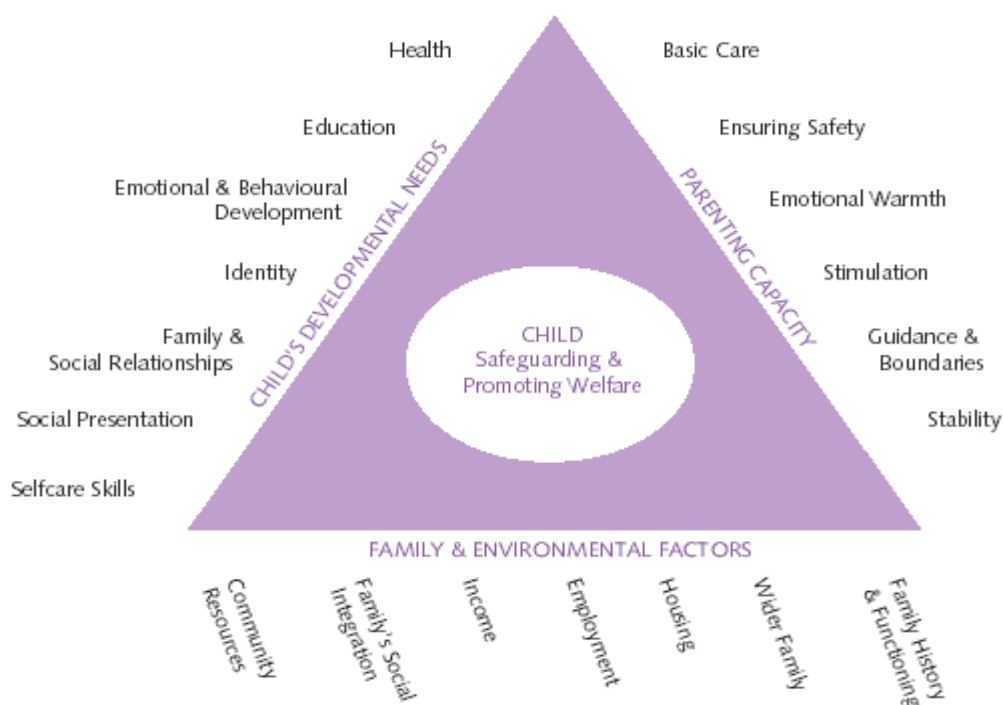 Health
Education
Emotional & Behavioural
Development
Identity
Family &
Social Relationships
Social Presentation
Selfcare Skills
CHILD'S DEVELOPMENTAL NEEDS
Basic Care
Ensuring Safety
Emotional Warmth
Stimulation
Guidance &
Boundaries
Stability
PARENTING CAPACITY
CHILD
Safeguarding &
Promoting Welfare
FAMILY & ENVIRONMENTAL FACTORS
Community
Resources
Family's Social
Integration
Income
Employment
Housing
Wider Family
Family History
& Functioning